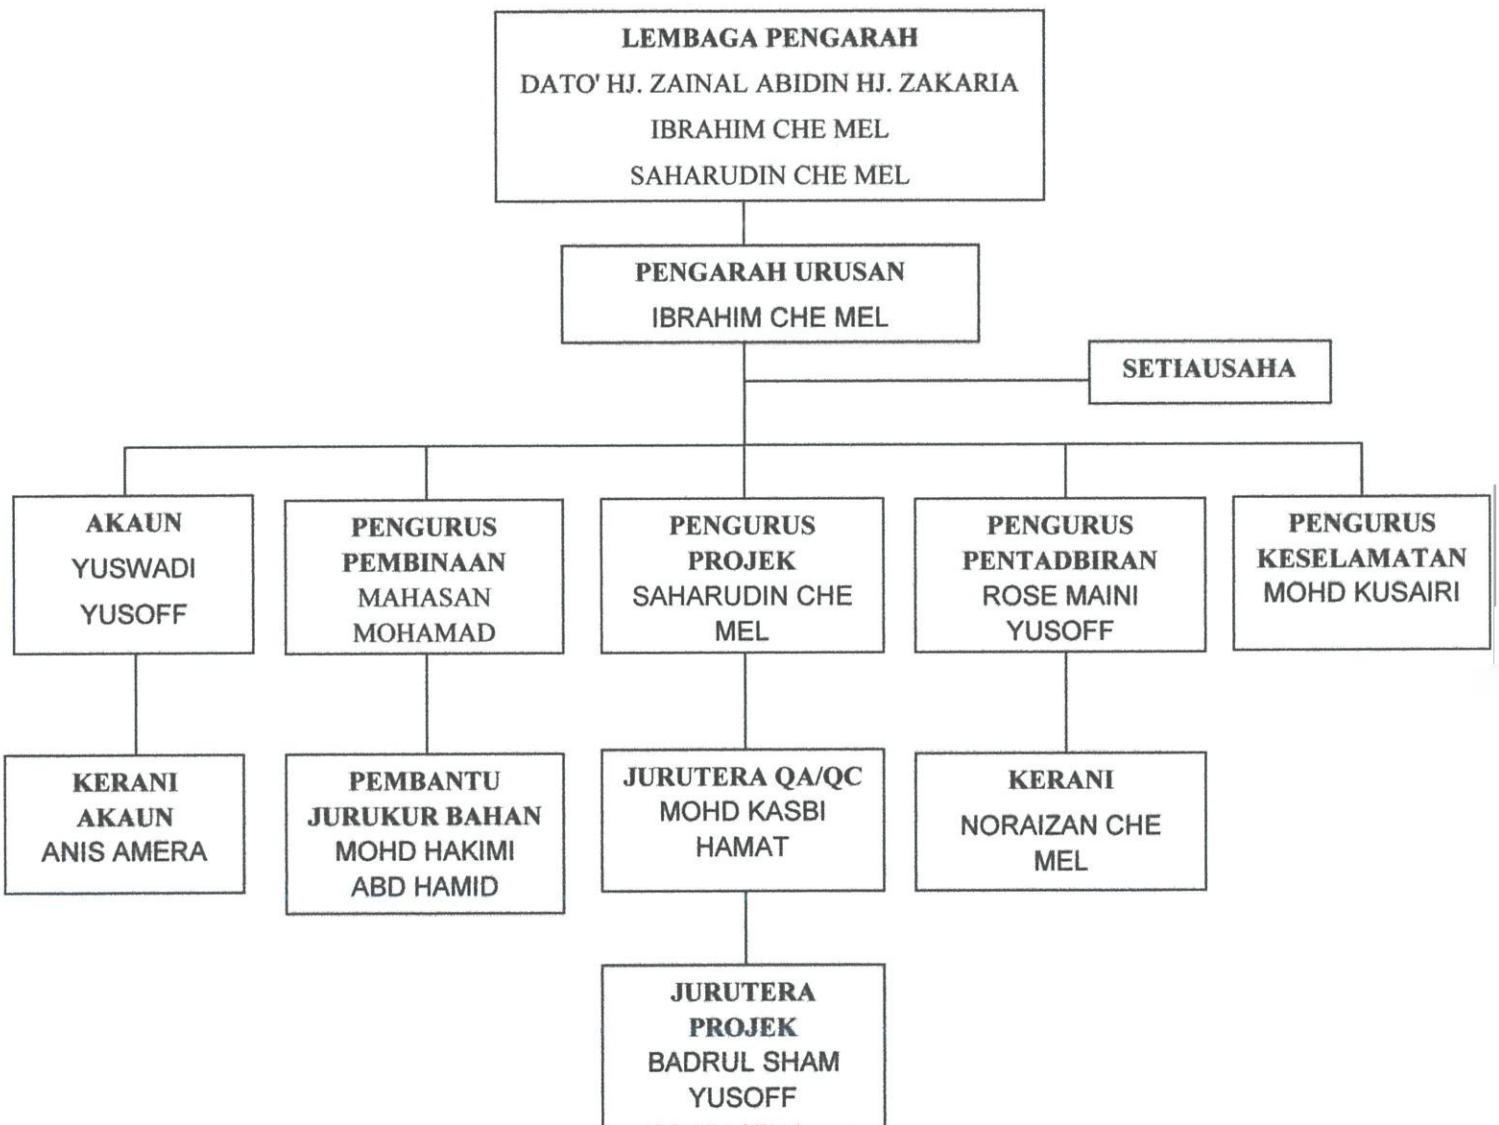 LEMBAGA PENGARAH
DATO' HJ. ZAINAL ABIDIN HJ. ZAKARIA
IBRAHIM CHE MEL
SAHARUDIN CHE MEL
PENGARAH URUSAN
IBRAHIM CHE MEL
SETIAUSAHA
AKAUN
YUSWADI
YUSOFF
PENGURUS
PEMBINAAN
MAHASAN
MOHAMAD
PENGURUS
PROJEK
SAHARUDIN CHE
MEL
PENGURUS
PENTADBIRAN
ROSE MAINI
YUSOFF
PENGURUS
KESELAMATAN
MOHD KUSAIRI
KERANI
AKAUN
ANIS AMERA
PEMBANTU
JURUKUR BAHAN
MOHD HAKIMI
ABD HAMID
JURUTERA QA/QC
MOHD KASBI
HAMAT
KERANI
NORAIZAN CHE
MEL
JURUTERA
PROJEK
BADRUL SHAM
YUSOFF